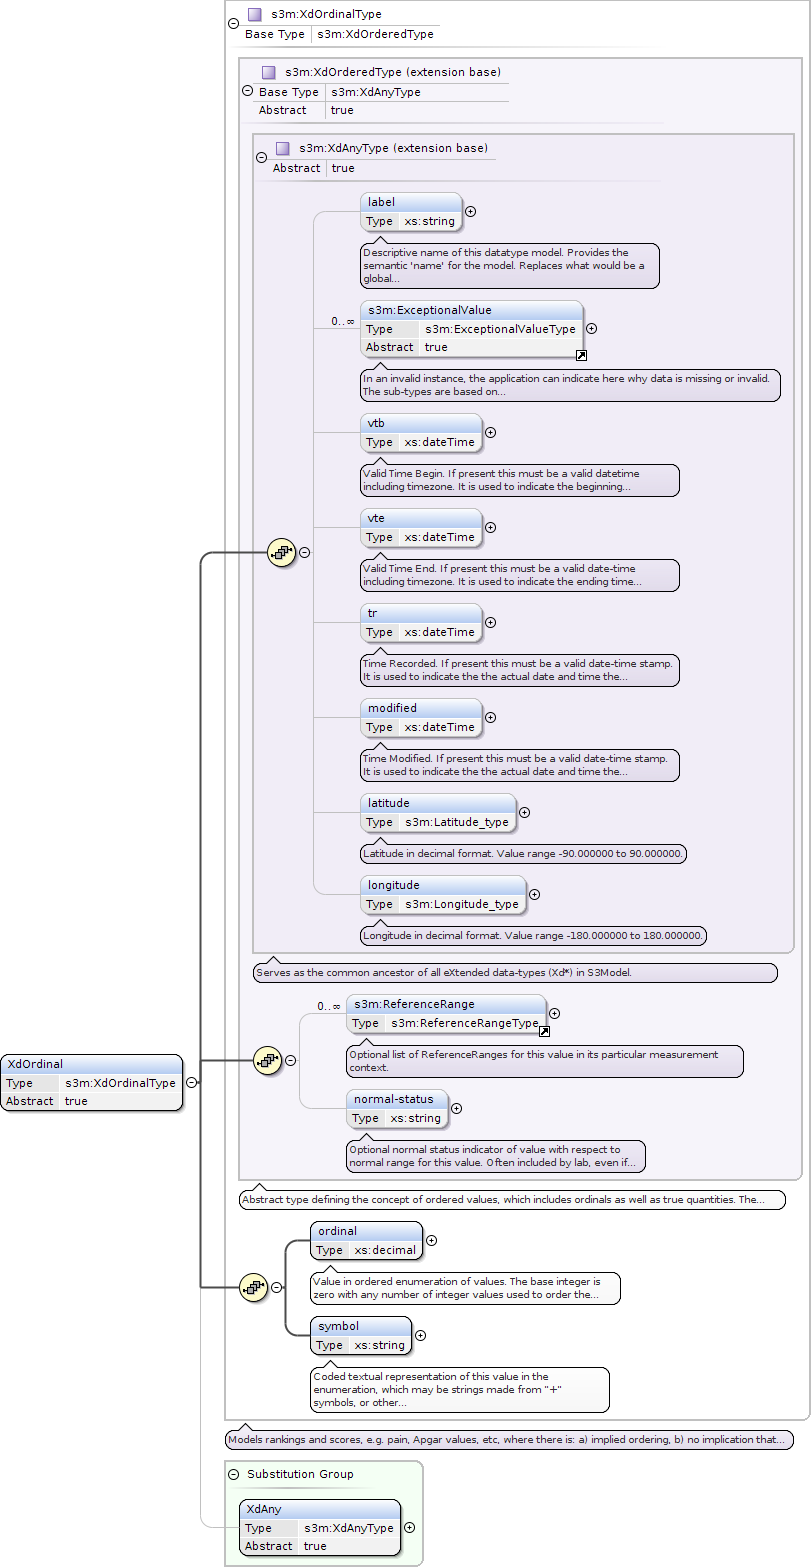 s3m:XdOrdinalType
Base Type s3m:XdOrderedType
s3m:XdOrderedType (extension base)
Base Type s3m:XdAnyType
Abstract true
s3m:XdAnyType (extension base)
Abstract true
label
Type xs:string
Descriptive name of this datatype model. Provides the
semantic 'name' for the model. Replaces what would be a
global...
0..∞
s3m:ExceptionalValue
Type s3m:ExceptionalValueType
Abstract true
In an invalid instance, the application can indicate here why data is missing or invalid.
The sub-types are based on...
vtb
Type xs:dateTime
Valid Time Begin. If present this must be a valid datetime
including timezone. It is used to indicate the beginning...
vte
Type xs:dateTime
Valid Time End. If present this must be a valid date-time
including timezone. It is used to indicate the ending time...
tr
Type xs:dateTime
Time Recorded. If present this must be a valid date-time stamp.
It is used to indicate the the actual date and time the...
modified
Type xs:dateTime
Time Modified. If present this must be a valid date-time stamp.
It is used to indicate the the actual date and time the...
latitude
Type s3m:Latitude_type
Latitude in decimal format. Value range -90.000000 to 90.000000.
longitude
Type s3m:Longitude_type
Longitude in decimal format. Value range -180.000000 to 180.000000.
Serves as the common ancestor of all eXtended data-types (Xd*) in S3Model.
0..∞
s3m:ReferenceRange
Type s3m:ReferenceRangeType
Optional list of ReferenceRanges for this value in its particular measurement
context.
XdOrdinal
Type s3m:XdOrdinalType
Abstract true
normal-status
Type xs:string
Optional normal status indicator of value with respect to
normal range for this value. Often included by lab, even if...
Abstract type defining the concept of ordered values, which includes ordinals as well as true quantities. The...
ordinal
Type xs:decimal
Value in ordered enumeration of values. The base integer is
zero with any number of integer values used to order the...
symbol
Type xs:string
Coded textual representation of this value in the
enumeration, which may be strings made from “+”
symbols, or other...
Models rankings and scores, e.g. pain, Apgar values, etc, where there is: a) implied ordering, b) no implication that...
Substitution Group
XdAny
Type s3m:XdAnyType
Abstract true